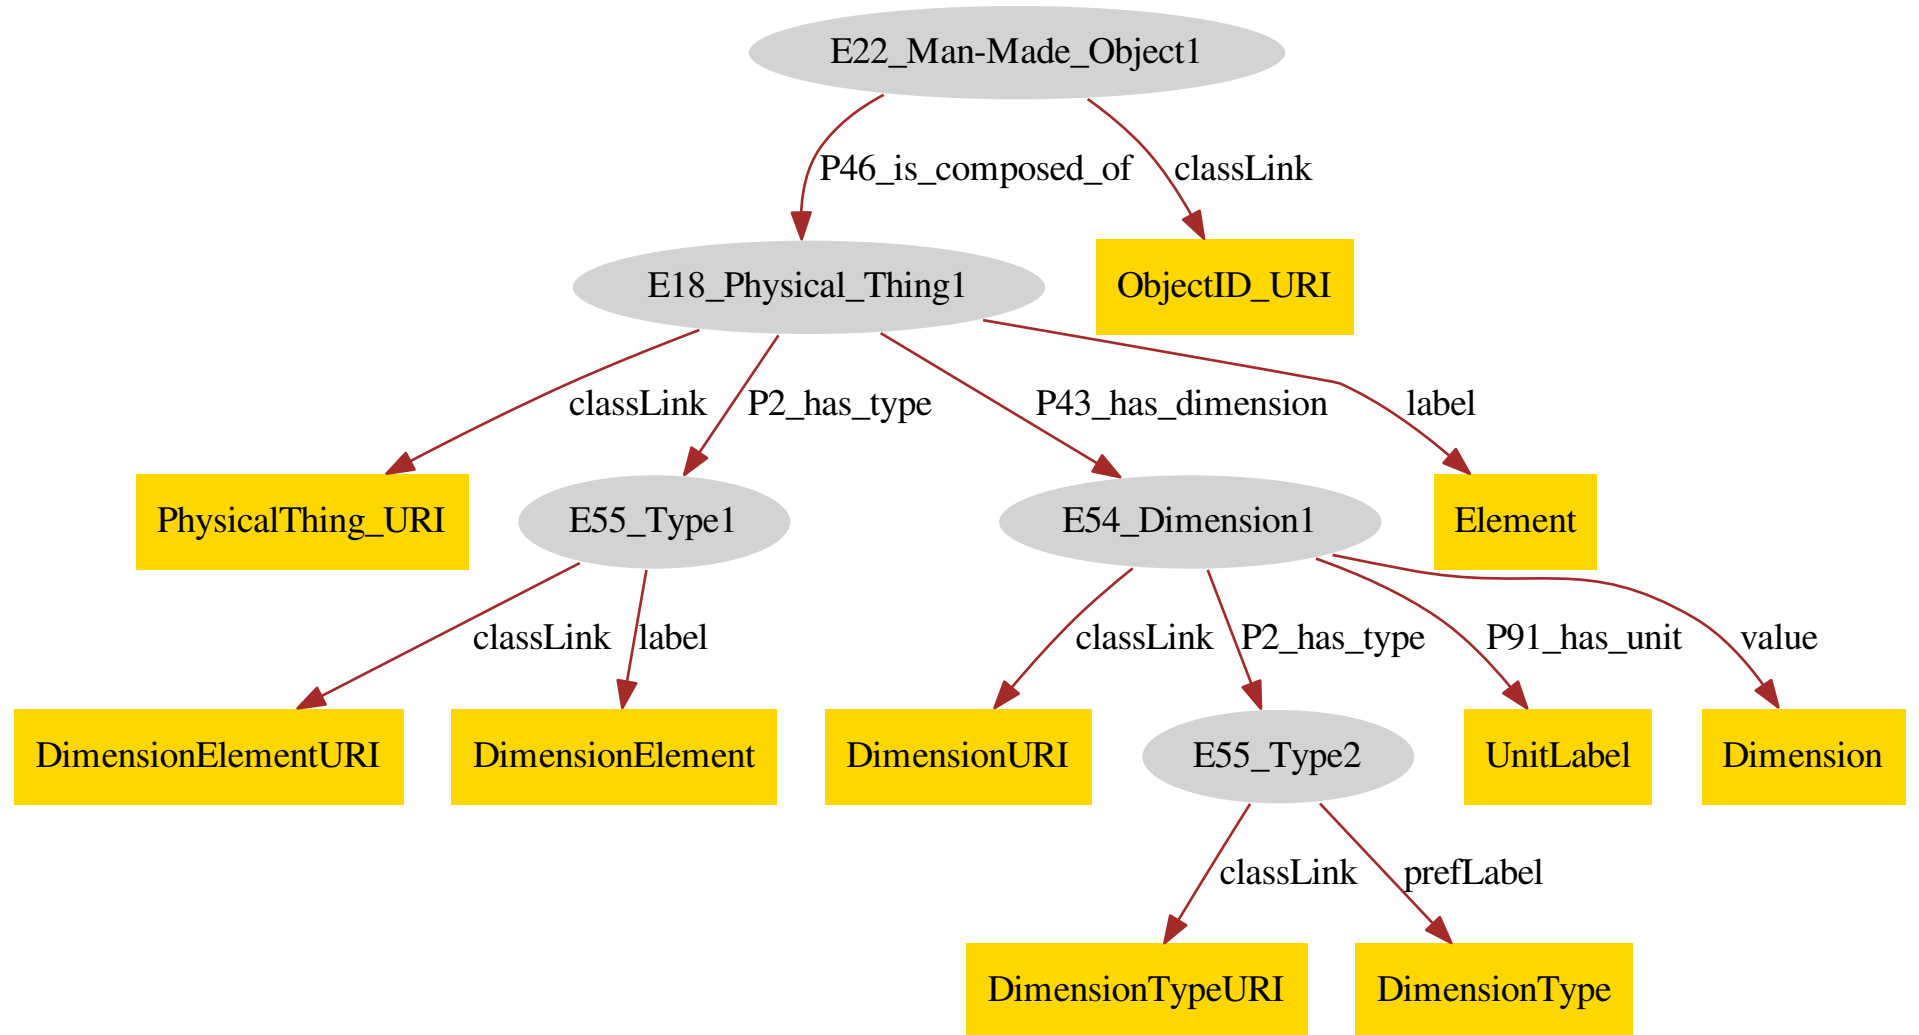 E22_Man-Made_Object1
P46_is_composed_of
classLink
E18_Physical_Thing1
ObjectID_URI
classLink
P2_has_type
P43_has_dimension
label
PhysicalThing_URI
E55_Type1
E54_Dimension1
Element
classLink
label
classLink
P2_has_type
P91_has_unit
value
DimensionElementURI
DimensionElement
DimensionURI
E55_Type2
UnitLabel
Dimension
classLink
prefLabel
DimensionTypeURI
DimensionType